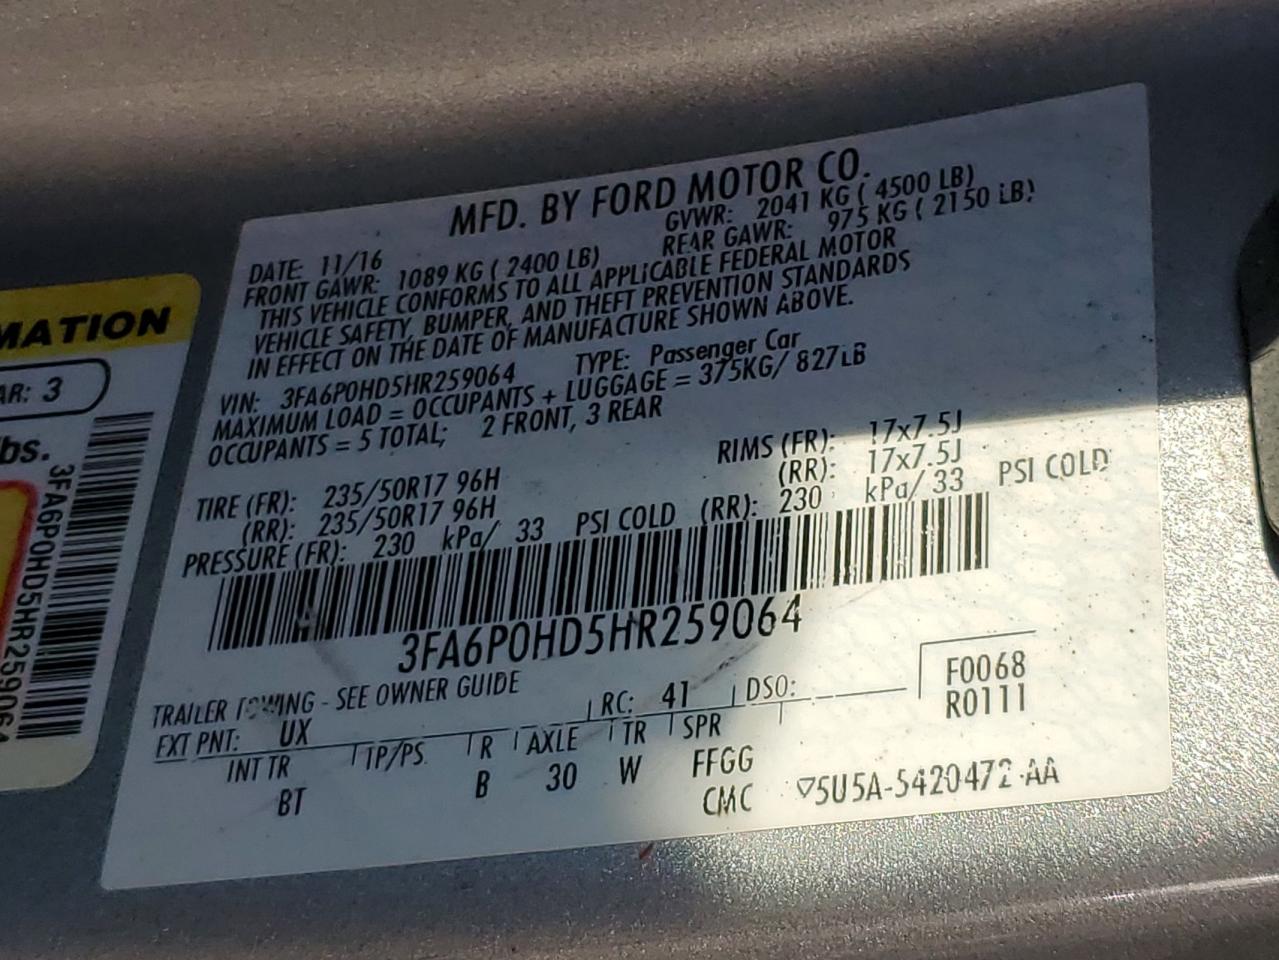 MFD. BY FORD MOTOR CO.
DATE: 11/16 GVWR: 2041 KG ( 4500 LB)
FRONT GAWR: 1089 KG ( 2400 LB) REAR GAWR: 975 KG ( 2150 LB)
THIS VEHICLE CONFORMS TO ALL APPLICABLE FEDERAL MOTOR
VEHICLE SAFETY, BUMPER, AND THEFT PREVENTION STANDARDS
IN EFFECT ON THE DATE OF MANUFACTURE SHOWN ABOVE.
VIN: 3FA6P0HD5HR259064 TYPE: Passenger Car
MAXIMUM LOAD = OCCUPANTS + LUGGAGE = 375KG/ 827LB
OCCUPANTS = 5 TOTAL; 2 FRONT, 3 REAR
TIRE (FR): 235/50R17 96H RIMS (FR): 17x7.5J
(RR): 235/50R17 96H (RR): 17x7.5J
PRESSURE (FR): 230 kPa/ 33 PSI COLD (RR): 230 kPa/ 33 PSI COLD
3FA6P0HD5HR259064
TRAILER TOWING - SEE OWNER GUIDE
EXT PNT: UX RC: 41 DSO:
F0068
R0111
INT TR TP/PS R AXLE TR SPR
BT B 30 W FFGG
CMC
▽5U5A-5420472-AA
MATION
AR: 3
bs.
3FA6P0HD5HR259064